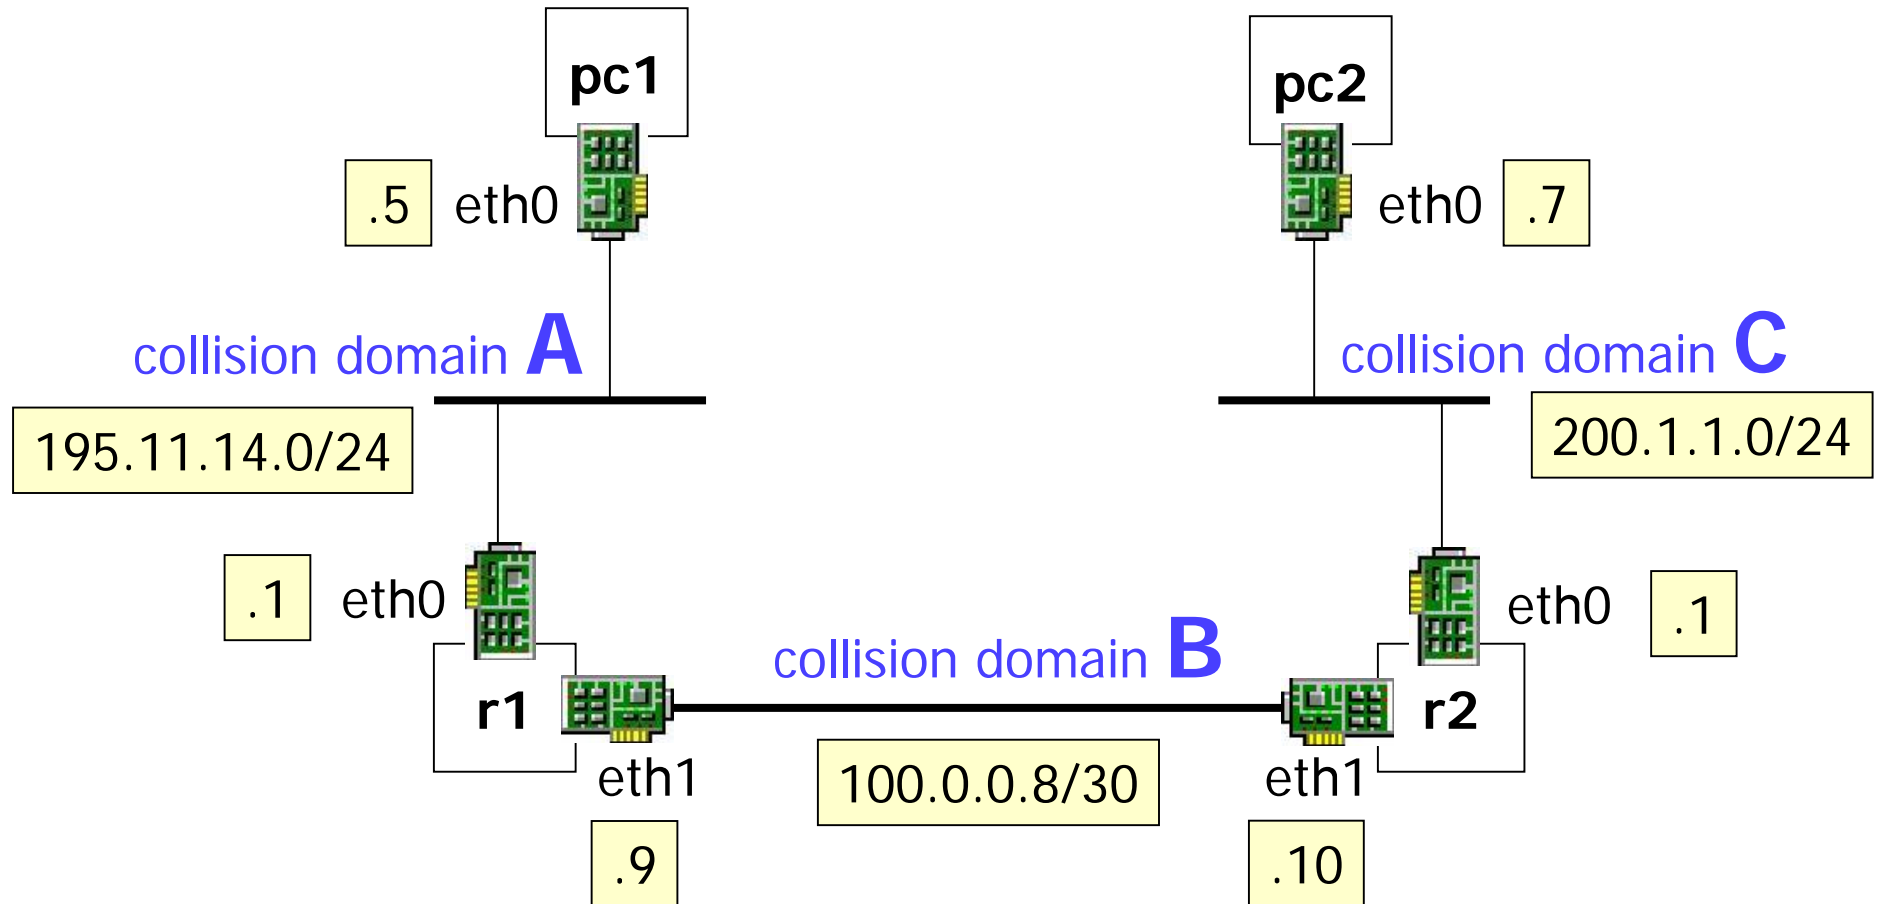 pc1
pc2
.5 eth0
eth0 .7
collision domain A
collision domain C
195.11.14.0/24
200.1.1.0/24
.1 eth0
eth0 .1
collision domain B
r1
r2
eth1
100.0.0.8/30
eth1
.9
.10